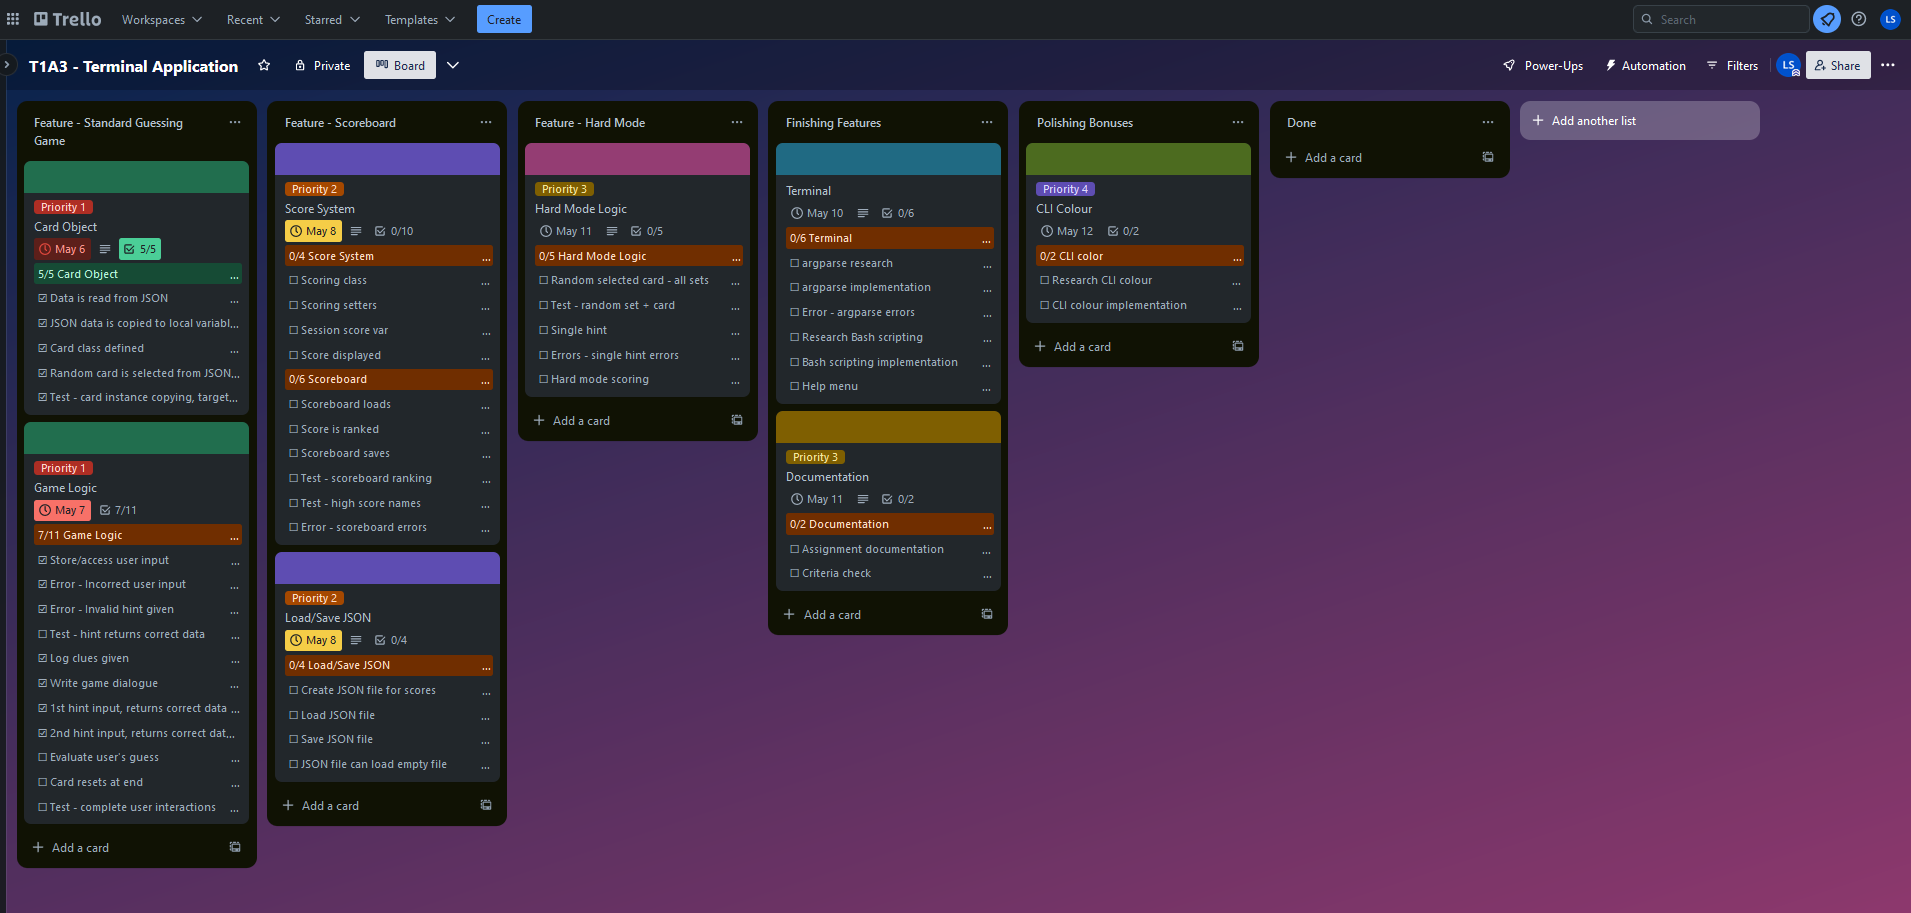 Trello
Workspaces
Recent
Starred
Templates
Create
Search
LS
T1A3 - Terminal Application
Private
Board
Power-Ups
Automation
Filters
LS
Share
Feature - Standard Guessing
Game
Priority 1
Card Object
May 6
5/5
5/5 Card Object
...
Data is read from JSON
...
JSON data is copied to local variabl...
Card class defined
...
Random card is selected from JSON...
Test - card instance copying, target...
Priority 1
Game Logic
May 7
7/11
7/11 Game Logic
...
Store/access user input
...
Error - Incorrect user input
...
Error - Invalid hint given
...
Test - hint returns correct data
...
Log clues given
...
Write game dialogue
...
1st hint input, returns correct data ...
2nd hint input, returns correct dat...
Evaluate user's guess
...
Card resets at end
...
Test - complete user interactions
...
Add a card
Feature - Scoreboard
Priority 2
Score System
May 8
0/10
0/4 Score System
...
Scoring class
...
Scoring setters
...
Session score var
...
Score displayed
...
0/6 Scoreboard
...
Scoreboard loads
...
Score is ranked
...
Scoreboard saves
...
Test - scoreboard ranking
...
Test - high score names
...
Error - scoreboard errors
...
Priority 2
Load/Save JSON
May 8
0/4
0/4 Load/Save JSON
...
Create JSON file for scores
...
Load JSON file
...
Save JSON file
...
JSON file can load empty file
...
Add a card
Feature - Hard Mode
Priority 3
Hard Mode Logic
May 11
0/5
0/5 Hard Mode Logic
...
Random selected card - all sets
...
Test - random set + card
...
Single hint
...
Errors - single hint errors
...
Hard mode scoring
...
Add a card
Finishing Features
Terminal
May 10
0/6
0/6 Terminal
...
argparse research
...
argparse implementation
...
Error - argparse errors
...
Research Bash scripting
...
Bash scripting implementation
...
Help menu
...
Priority 3
Documentation
May 11
0/2
0/2 Documentation
...
Assignment documentation
...
Criteria check
...
Add a card
Polishing Bonuses
Priority 4
CLI Colour
May 12
0/2
0/2 CLI color
...
Research CLI colour
...
CLI colour implementation
...
Add a card
Done
Add a card
Add another list